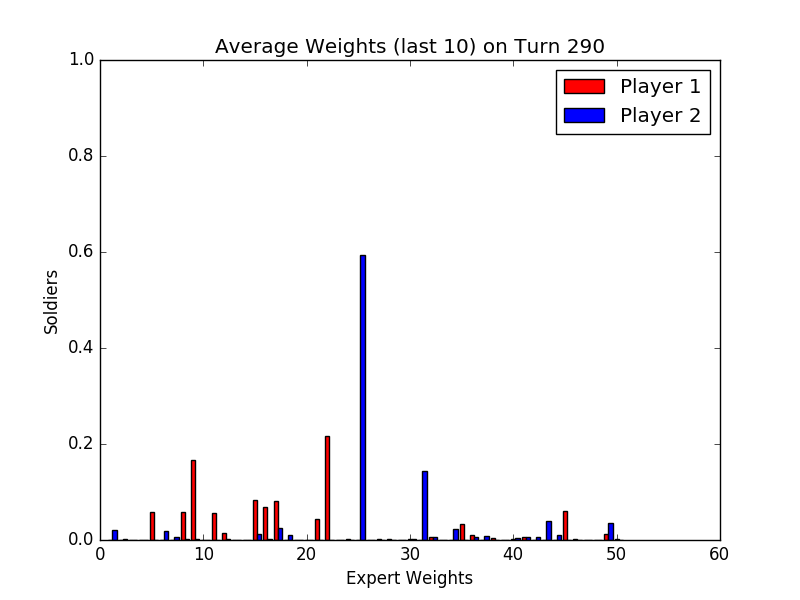 Average Weights (last 10) on Turn 290
1.0
0.8
0.6
0.4
0.2
0.0
Soldiers
Player 1
Player 2
0 10 20 30 40 50 60
Expert Weights